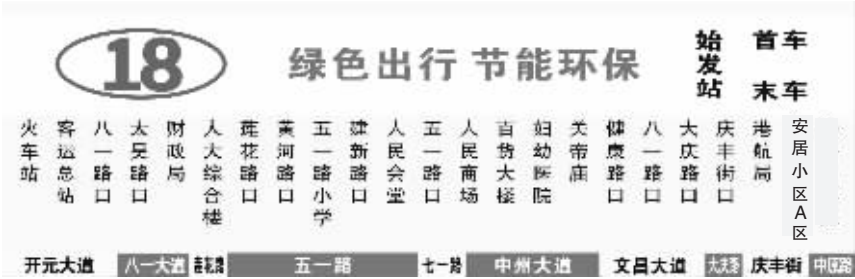 18
绿色出行 节能环保
始发站
首车
末车
火车站
客运总站
八一路口
太昊路口
财政局
人大综合楼
莲花路口
黄河路口
五一路小学
建新路口
人民会堂
五一路口
人民商场
百货大楼
妇幼医院
关帝庙
健康路口
八一路口
大庆路口
庆丰街口
港航局
安居小区A区
开元大道
八一大道
莲花路
五一路
七一路
中州大道
文昌大道
庆丰街
中原路